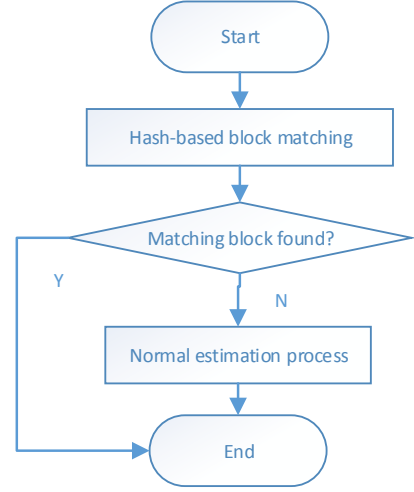 Start
Hash-based block matching
Matching block found?
Y
N
Normal estimation process
End